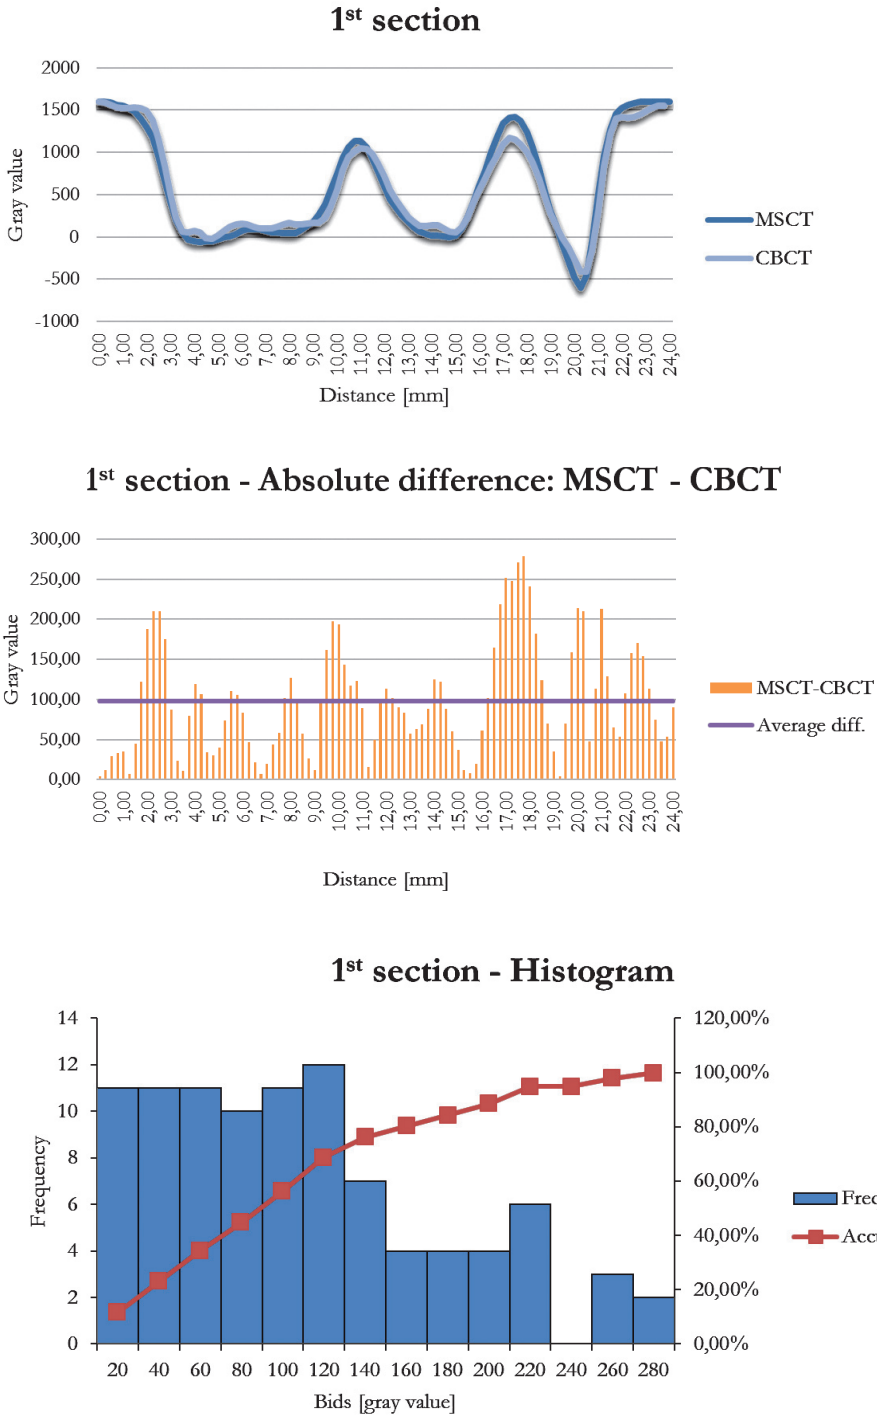 1st section
2000
1500
1000
500
0
-500
-1000
Gray value
0,00 1,00 2,00 3,00 4,00 5,00 6,00 7,00 8,00 9,00 10,00 11,00 12,00 13,00 14,00 15,00 16,00 17,00 18,00 19,00 20,00 21,00 22,00 23,00 24,00
Distance [mm]
MSCT
CBCT
1st section - Absolute difference: MSCT - CBCT
300,00
250,00
200,00
150,00
100,00
50,00
0,00
Gray value
0,00 1,00 2,00 3,00 4,00 5,00 6,00 7,00 8,00 9,00 10,00 11,00 12,00 13,00 14,00 15,00 16,00 17,00 18,00 19,00 20,00 21,00 22,00 23,00 24,00
Distance [mm]
MSCT-CBCT
Average diff.
1st section - Histogram
14
12
10
8
6
4
2
0
Frequency
120,00%
100,00%
80,00%
60,00%
40,00%
20,00%
0,00%
20 40 60 80 100 120 140 160 180 200 220 240 260 280
Bids [gray value]